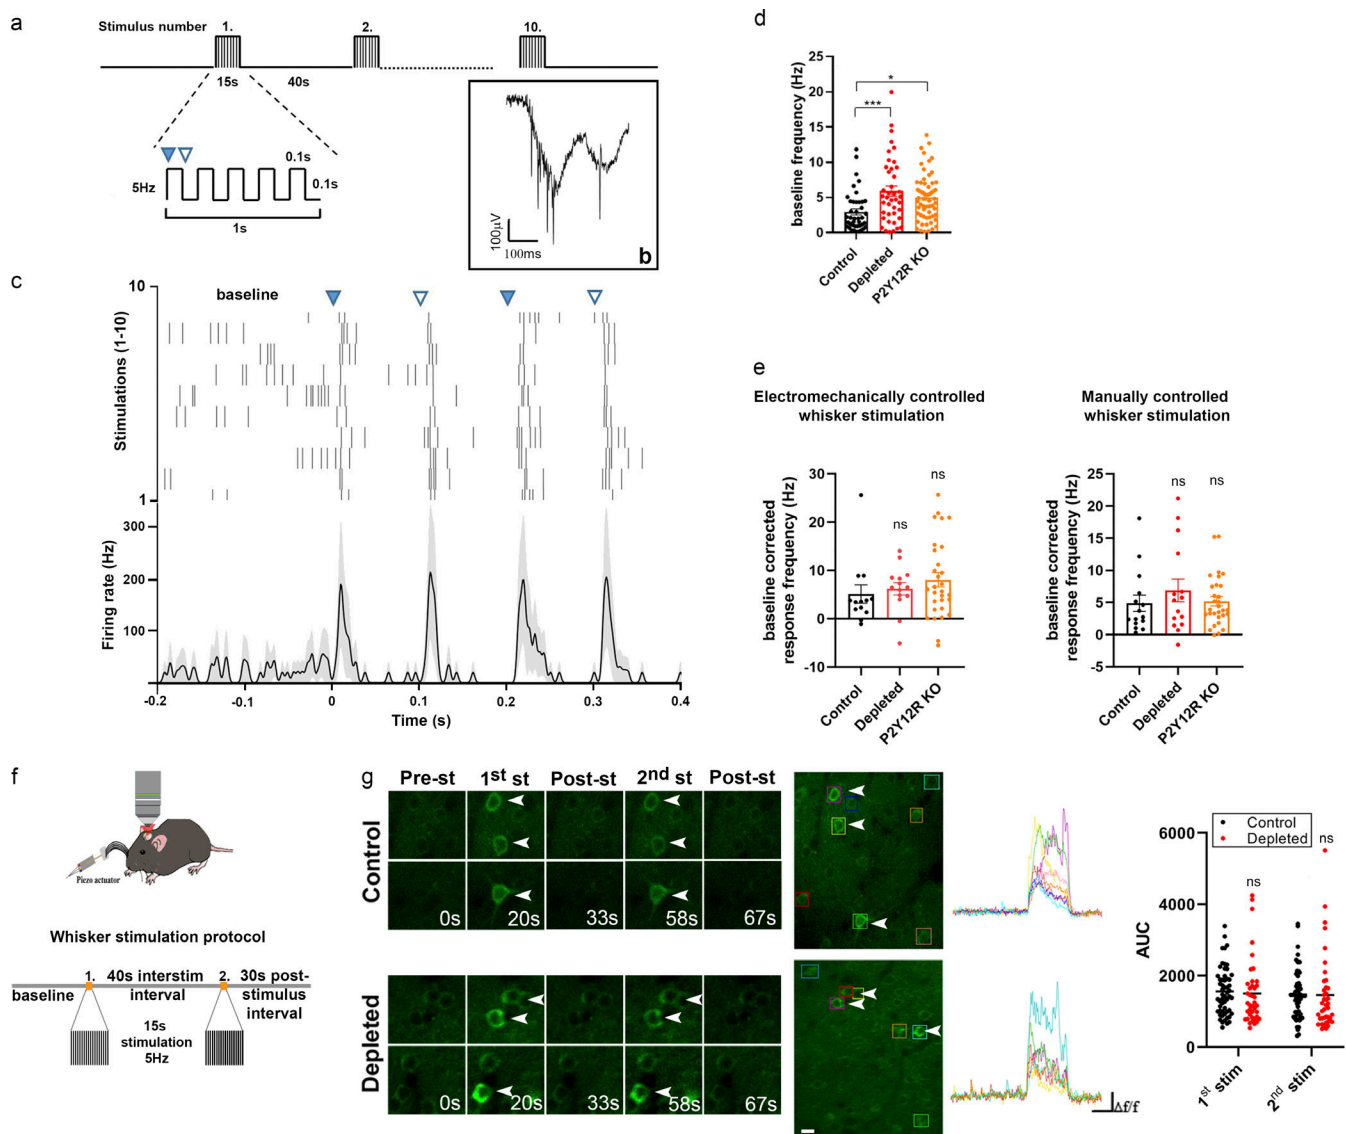 a
Stimulus number
1.
2.
10.
15s
40s
5Hz
0.1s
0.1s
1s
100µV
100ms
b
c
10
baseline
Stimulations (1-10)
1
300
200
100
Firing rate (Hz)
-0.2
-0.1
0
0.1
0.2
0.3
0.4
Time (s)
d
25
20
15
10
5
0
baseline frequency (Hz)
*
***
Control
Depleted
P2Y12R KO
e
Electromechanically controlled
whisker stimulation
30
20
10
0
-10
baseline corrected
response frequency (Hz)
ns
ns
Control
Depleted
P2Y12R KO
Manually controlled
whisker stimulation
25
20
15
10
5
0
-5
baseline corrected
response frequency (Hz)
ns
ns
Control
Depleted
P2Y12R KO
f
Piezo actuator
Whisker stimulation protocol
1.
40s interstim
interval
2.
30s post-
stimulus
interval
baseline
15s
stimulation
5Hz
g
Pre-st
1st st
Post-st
2nd st
Post-st
Control
0s
20s
33s
58s
67s
Depleted
0s
20s
33s
58s
67s
Δf/f
6000
4000
2000
0
AUC
Control
Depleted
ns
ns
1st stim
2nd stim